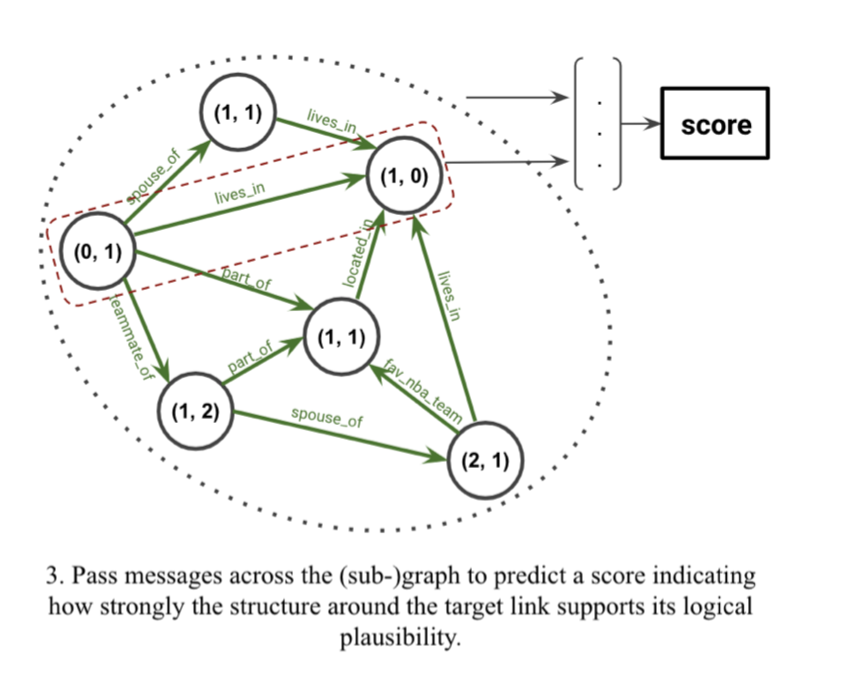 (1, 1)
lives_in
spouse_of
(1, 0)
score
lives_in
(0, 1)
located_in
part_of
lives_in
teammate_of
(1, 1)
part_of
fav_nba_team
(1, 2)
spouse_of
(2, 1)
3. Pass messages across the (sub-)graph to predict a score indicating
how strongly the structure around the target link supports its logical
plausibility.